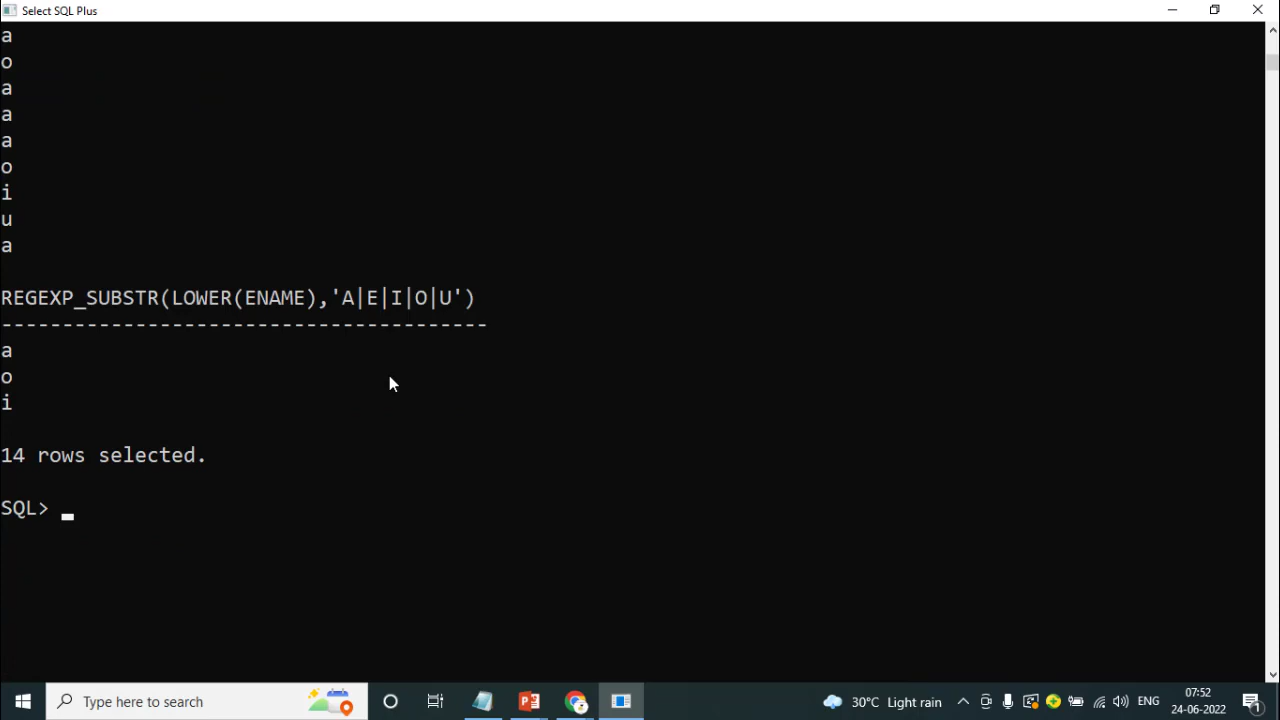 Select SQL Plus
a
o
a
a
a
o
i
u
a
REGEXP_SUBSTR(LOWER(ENAME),'A|E|I|O|U')
----------------------------------------
a
o
i
14 rows selected.
SQL> _
Type here to search
30°C Light rain
ENG
07:52
24-06-2022
1